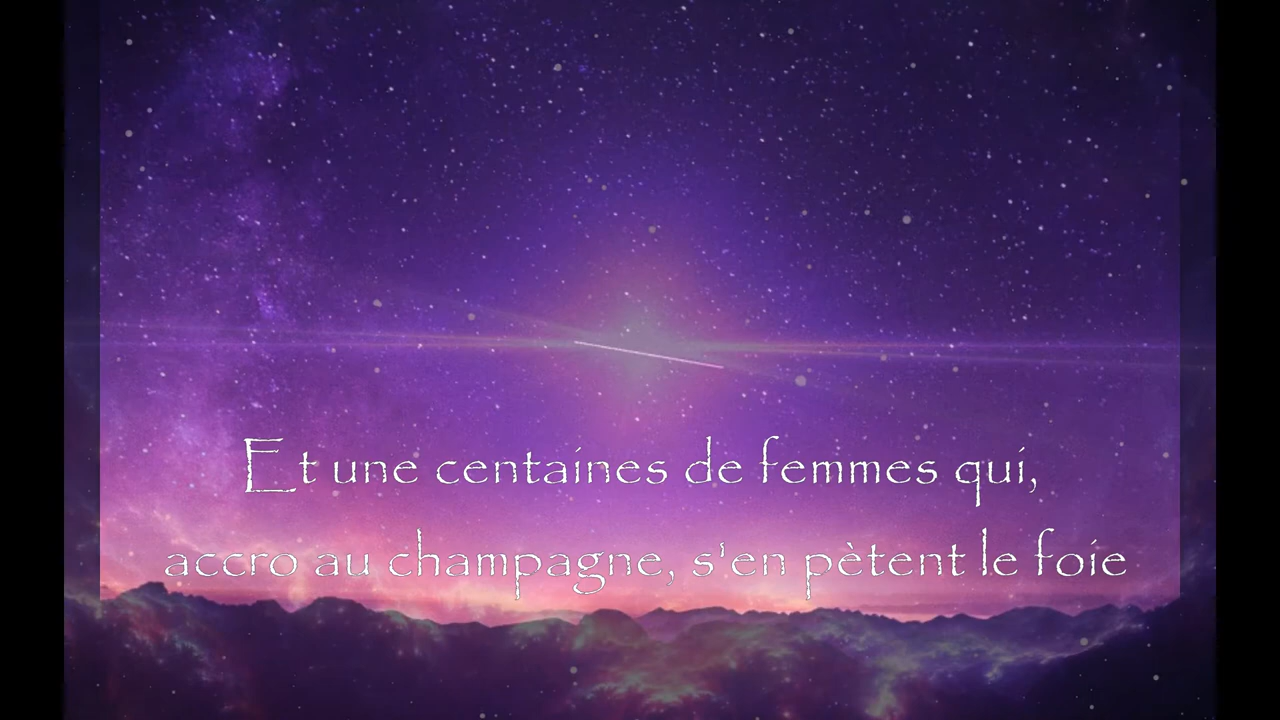 Et une centaines de femmes qui,
accro au champagne, s'en pètent le foie